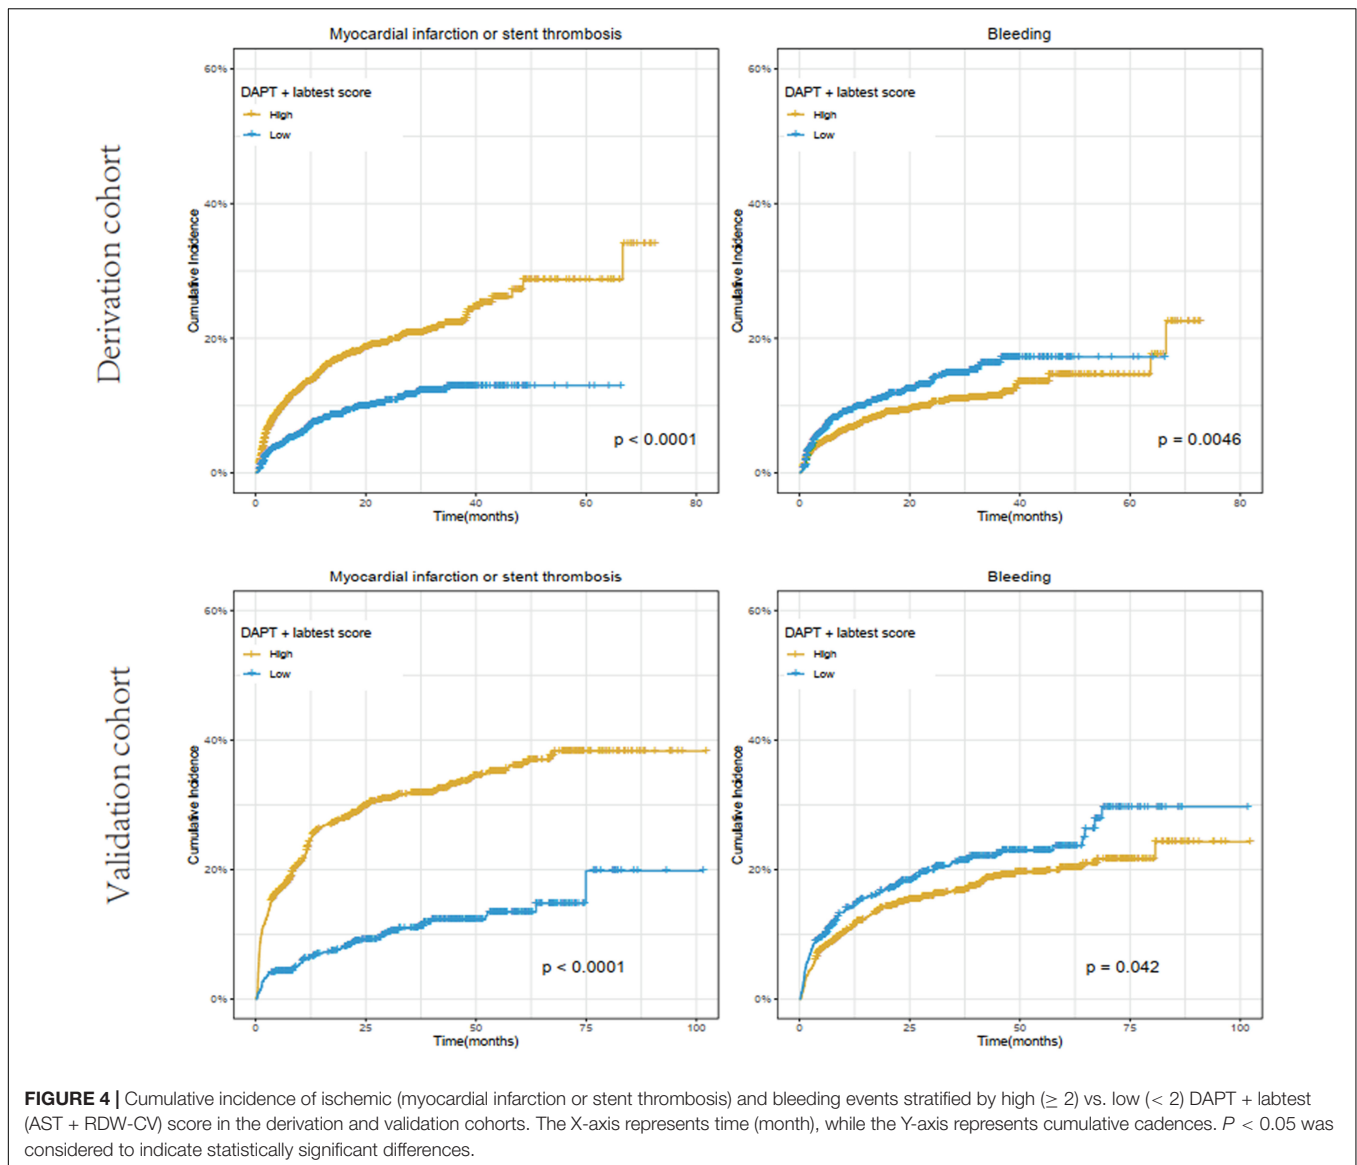 Derivation cohort
Myocardial infarction or stent thrombosis
DAPT + labtest score
High
Low
Cumulative Incidence
60%
40%
20%
0%
p < 0.0001
0 20 40 60 80
Time(months)
Bleeding
DAPT + labtest score
High
Low
Cumulative Incidence
60%
40%
20%
0%
p = 0.0046
0 20 40 60 80
Time(months)
Validation cohort
Myocardial infarction or stent thrombosis
DAPT + labtest score
High
Low
Cumulative Incidence
60%
40%
20%
0%
p < 0.0001
0 25 50 75 100
Time(months)
Bleeding
DAPT + labtest score
High
Low
Cumulative Incidence
60%
40%
20%
0%
p = 0.042
0 25 50 75 100
Time(months)
FIGURE 4 | Cumulative incidence of ischemic (myocardial infarction or stent thrombosis) and bleeding events stratified by high (≥ 2) vs. low (< 2) DAPT + labtest
(AST + RDW-CV) score in the derivation and validation cohorts. The X-axis represents time (month), while the Y-axis represents cumulative cadences. P < 0.05 was
considered to indicate statistically significant differences.